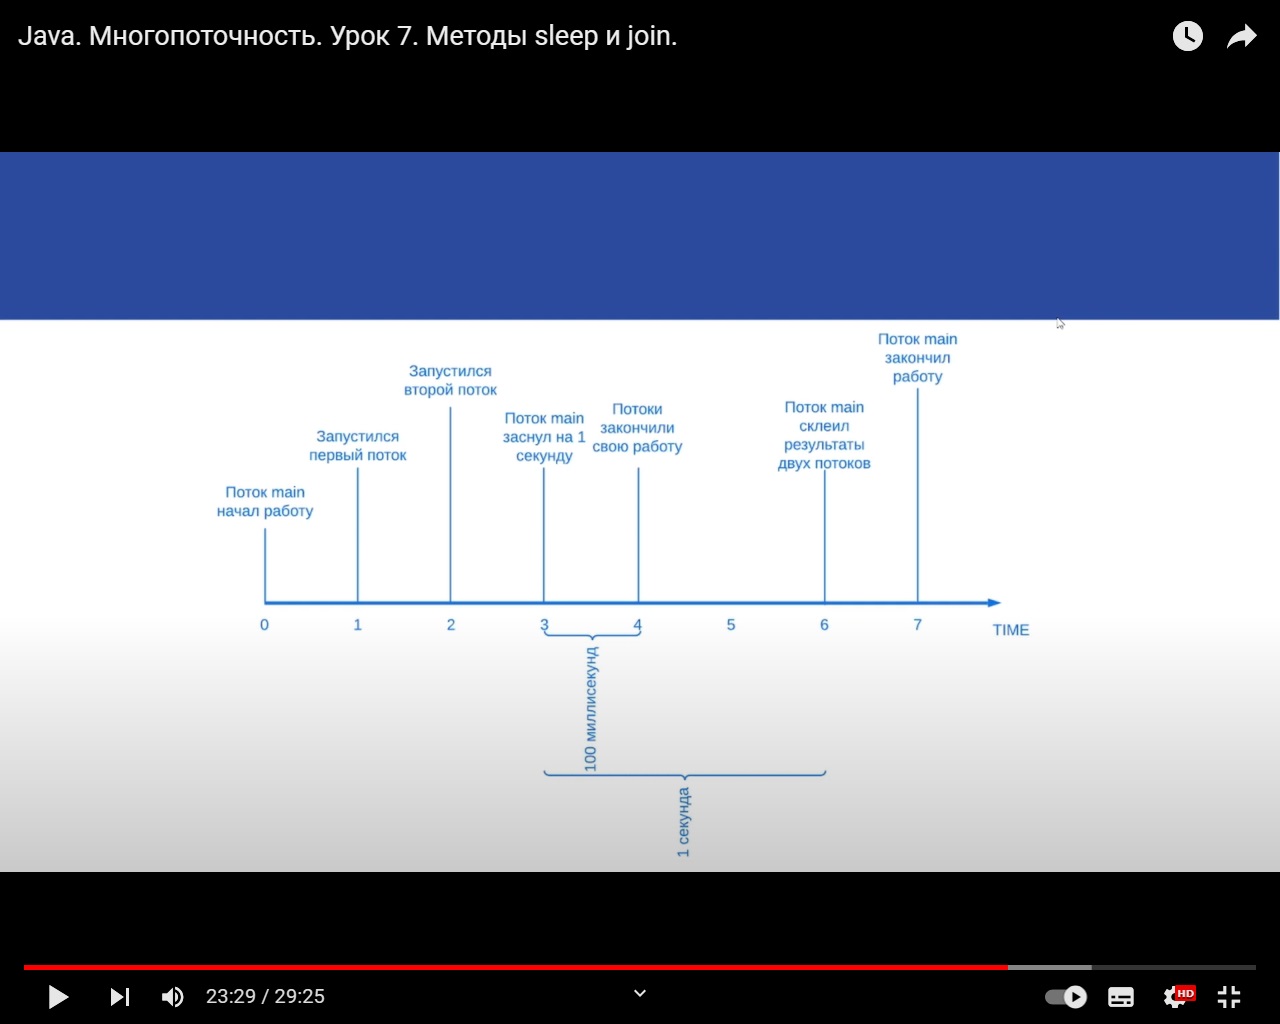 Java. Многопоточность. Урок 7. Методы sleep и join.
Поток main
закончил
работу
Запустился
второй поток
Поток main
заснул на 1
секунду
Потоки
закончили
свою работу
Поток main
склеил
результаты
двух потоков
Запустился
первый поток
Поток main
начал работу
0 1 2 3 4 5 6 7 TIME
100 миллисекунд
1 секунда
23:29 / 29:25
HD